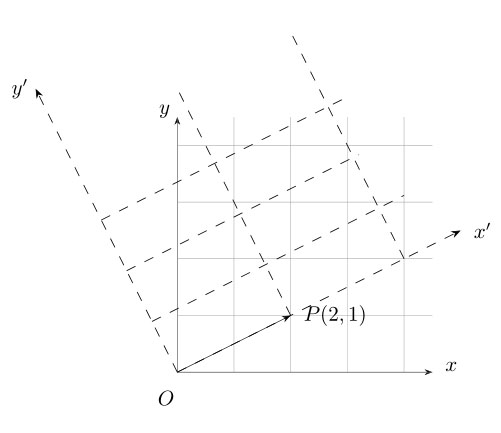 y′
y
x′
P(2, 1)
x
O